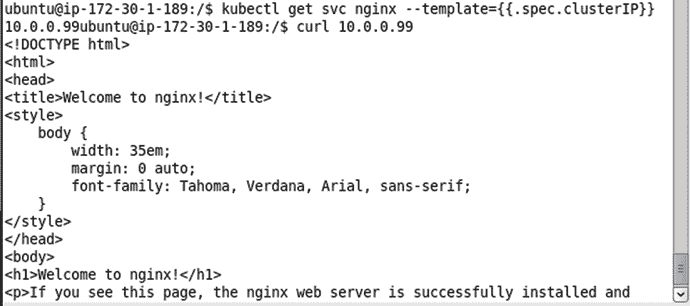 ubuntu@ip-172-30-1-189:/$ kubectl get svc nginx --template={{.spec.clusterIP}}
10.0.0.99ubuntu@ip-172-30-1-189:/$ curl 10.0.0.99
<!DOCTYPE html>
<html>
<head>
<title>Welcome to nginx!</title>
<style>
    body {
        width: 35em;
        margin: 0 auto;
        font-family: Tahoma, Verdana, Arial, sans-serif;
    }
</style>
</head>
<body>
<h1>Welcome to nginx!</h1>
<p>If you see this page, the nginx web server is successfully installed and